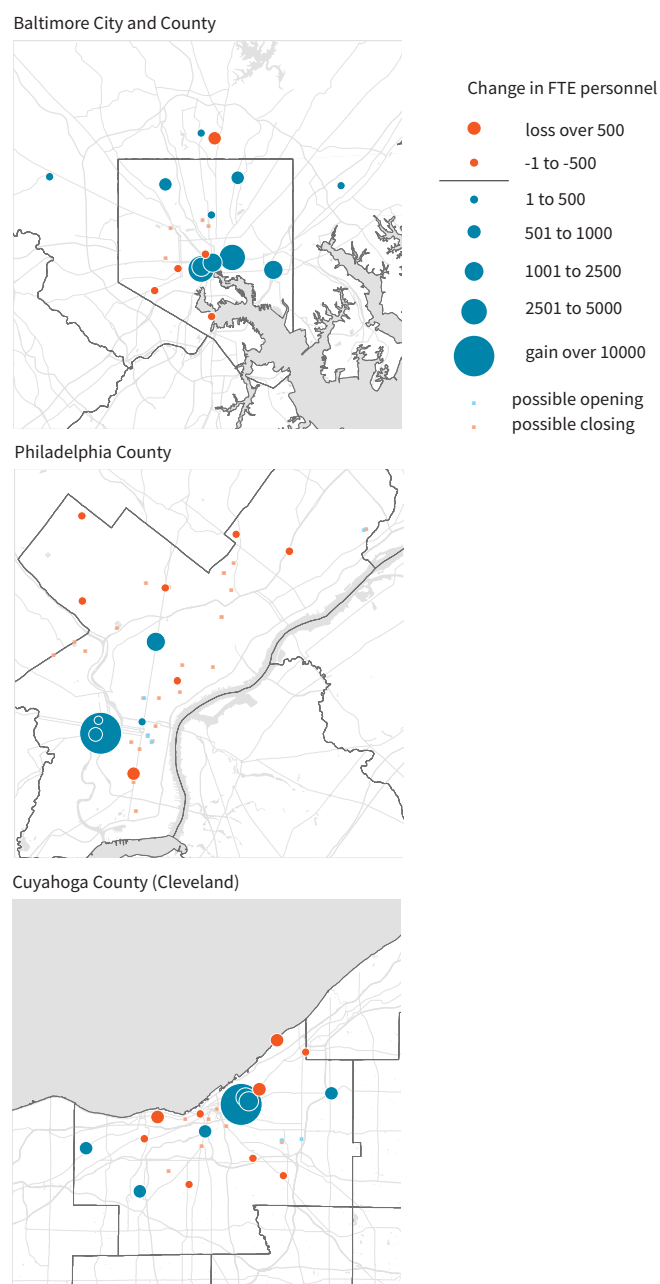 Baltimore City and County
Change in FTE personnel
loss over 500
-1 to -500
1 to 500
501 to 1000
1001 to 2500
2501 to 5000
gain over 10000
possible opening
possible closing
Philadelphia County
Cuyahoga County (Cleveland)